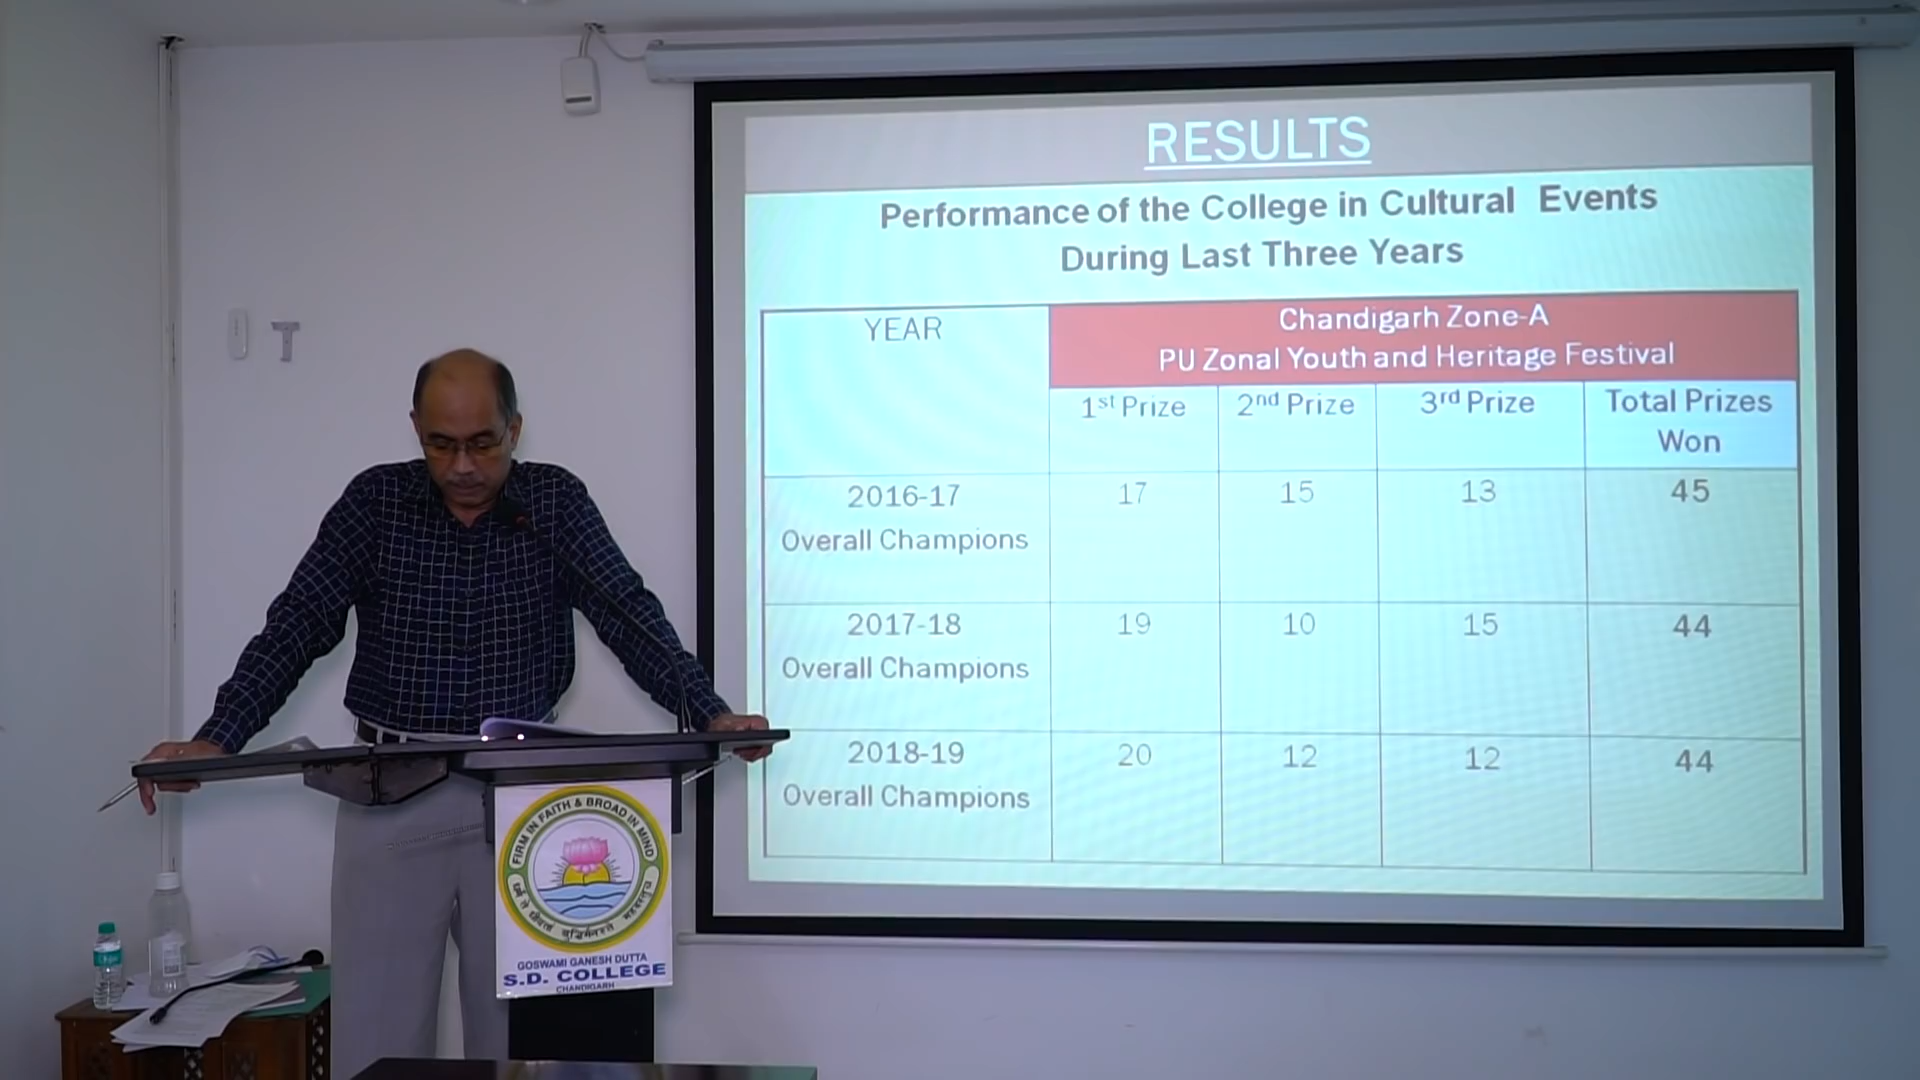 RESULTS
Performance of the College in Cultural Events
During Last Three Years
YEAR
Chandigarh Zone-A
PU Zonal Youth and Heritage Festival
1st Prize
2nd Prize
3rd Prize
Total Prizes
Won
2016-17
Overall Champions
17
15
13
45
2017-18
Overall Champions
19
10
15
44
2018-19
Overall Champions
20
12
12
44
FIRM IN FAITH & BROAD IN MIND
GOSWAMI GANESH DUTTA
S.D. COLLEGE
CHANDIGARH